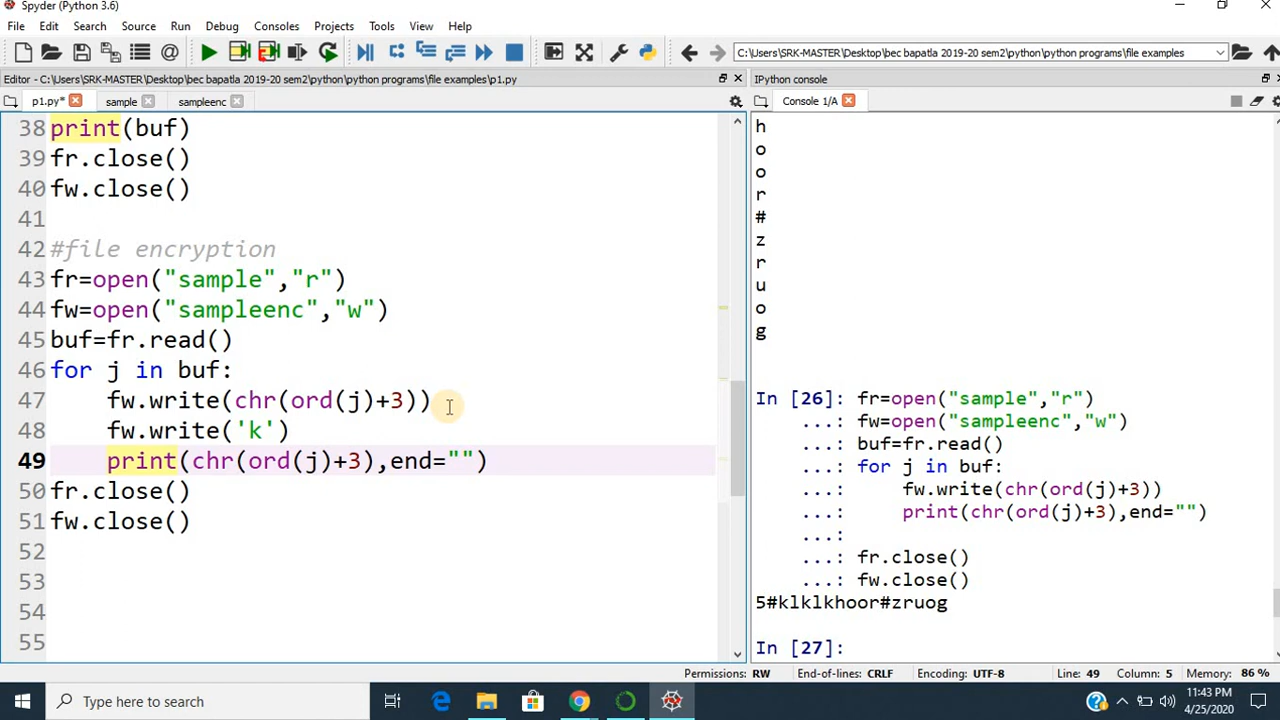 Spyder (Python 3.6)
File Edit Search Source Run Debug Consoles Projects Tools View Help
C:\Users\SRK-MASTER\Desktop\bec bapatla 2019-20 sem2\python\python programs\file examples
Editor - C:\Users\SRK-MASTER\Desktop\bec bapatla 2019-20 sem2\python\python programs\file examples\p1.py
p1.py* sample sampleenc
38 print(buf)
39 fr.close()
40 fw.close()
41
42 #file encryption
43 fr=open("sample","r")
44 fw=open("sampleenc","w")
45 buf=fr.read()
46 for j in buf:
47 fw.write(chr(ord(j)+3))
48 fw.write('k')
49 print(chr(ord(j)+3),end="")
50 fr.close()
51 fw.close()
52
53
54
55
IPython console
Console 1/A
h
o
o
r
#
z
r
u
o
g
In [26]: fr=open("sample","r")
...: fw=open("sampleenc","w")
...: buf=fr.read()
...: for j in buf:
...: fw.write(chr(ord(j)+3))
...: print(chr(ord(j)+3),end="")
...:
...: fr.close()
...: fw.close()
5#klklkhoor#zruog
In [27]:
Permissions: RW End-of-lines: CRLF Encoding: UTF-8 Line: 49 Column: 5 Memory: 86 %
Type here to search
11:43 PM
4/25/2020